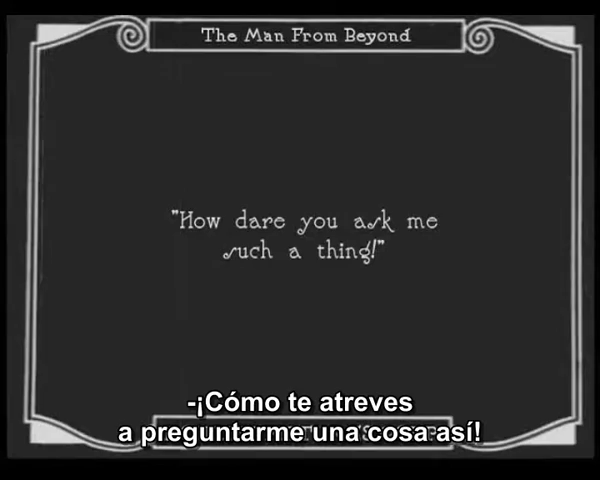 The Man From Beyond
"How dare you ask me
such a thing!"
-¡Cómo te atreves
a preguntarme una cosa así!